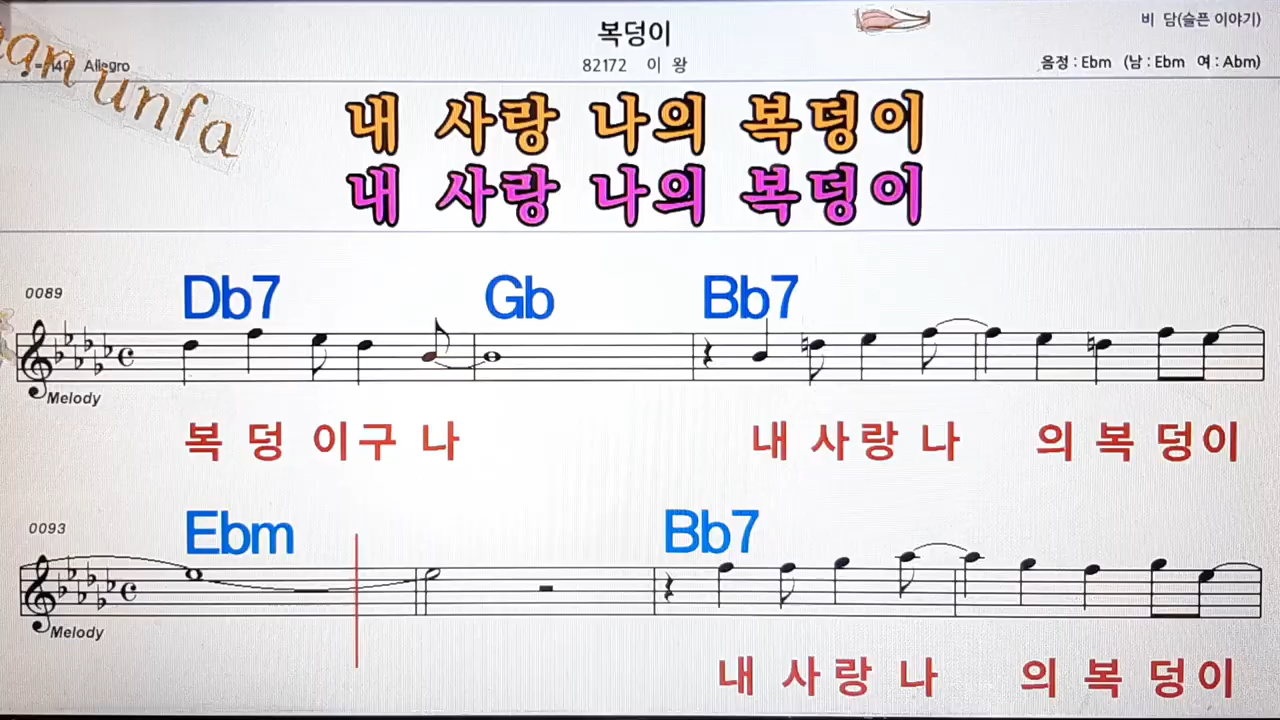 복덩이
비 담(슬픈 이야기)
Allegro
82172 이 왕
음정 : Ebm (남 : Ebm 여 : Abm)
unfa
내 사랑 나의 복덩이
내 사랑 나의 복덩이
0089
Db7 Gb Bb7
Melody
복 덩 이구 나 내 사랑 나 의 복 덩이
0093
Ebm Bb7
Melody
내 사랑 나 의 복 덩이